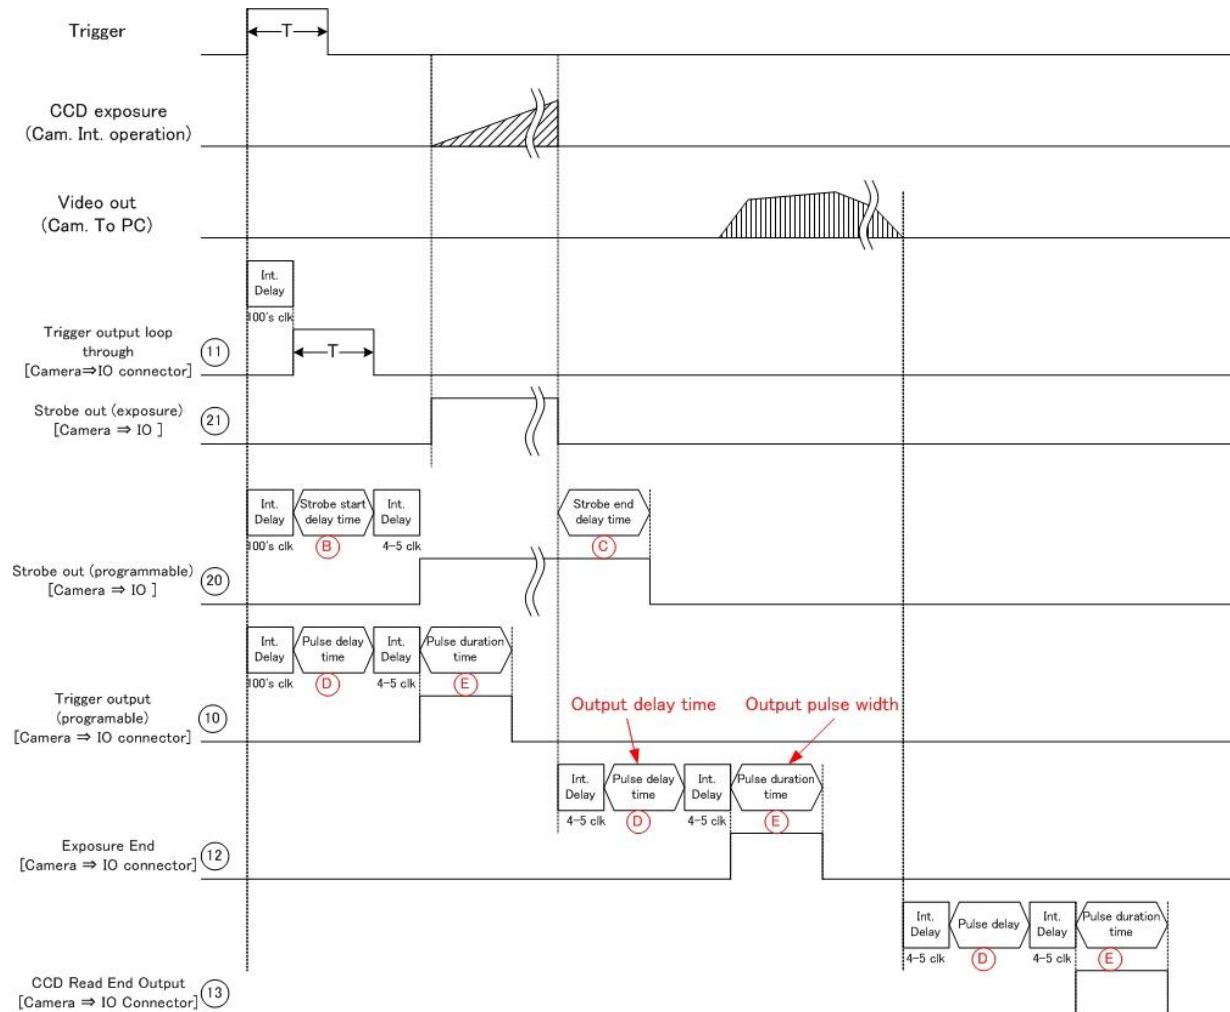 Trigger
T
CCD exposure
(Cam. Int. operation)
Video out
(Cam. To PC)
Int.
Delay
100's clk
Trigger output loop
through
[Camera⇒IO connector]
11
T
Strobe out (exposure)
[Camera ⇒ IO ]
21
Int.
Delay
100's clk
Strobe start
delay time
B
Int.
Delay
4-5 clk
Strobe end
delay time
C
Strobe out (programmable)
[Camera ⇒ IO ]
20
Int.
Delay
100's clk
Pulse delay
time
D
Int.
Delay
4-5 clk
Pulse duration
time
E
Trigger output
(programable)
[Camera ⇒ IO connector]
10
Output delay time
Output pulse width
Int.
Delay
4-5 clk
Pulse delay
time
D
Int.
Delay
4-5 clk
Pulse duration
time
E
Exposure End
[Camera ⇒ IO connector]
12
Int.
Delay
4-5 clk
Pulse delay
D
Int.
Delay
4-5 clk
Pulse duration
time
E
CCD Read End Output
[Camera ⇒ IO Connector]
13